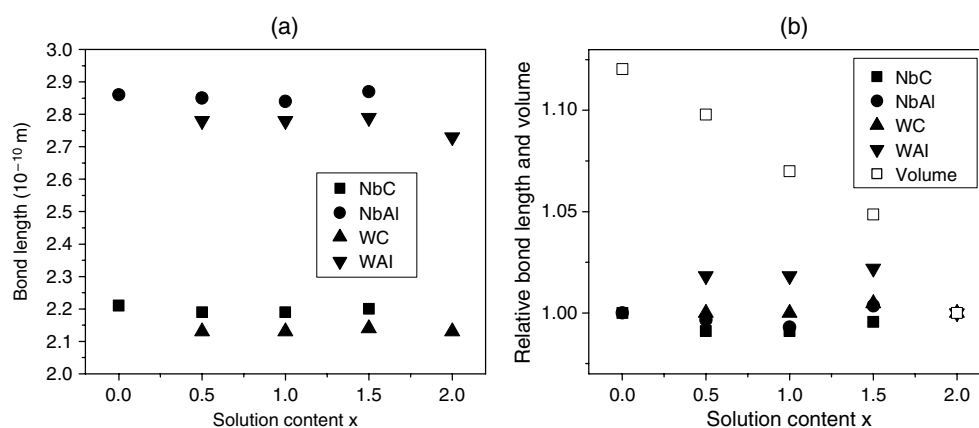 (a)
3.0
2.9
2.8
2.7
2.6
2.5
2.4
2.3
2.2
2.1
2.0
Bond length (10⁻¹⁰ m)
NbC
NbAl
WC
WAl
0.0 0.5 1.0 1.5 2.0
Solution content x
(b)
1.10
1.05
1.00
Relative bond length and volume
NbC
NbAl
WC
WAl
Volume
0.0 0.5 1.0 1.5 2.0
Solution content x